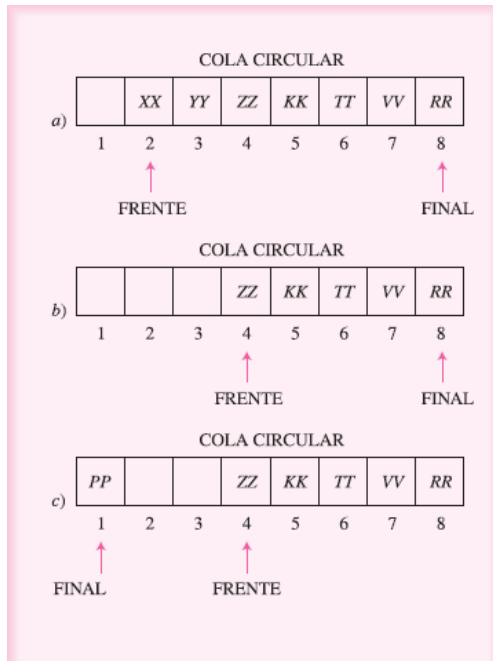 COLA CIRCULAR
XX YY ZZ KK TT VV RR
a)
1 2 3 4 5 6 7 8
FRENTE FINAL
COLA CIRCULAR
ZZ KK TT VV RR
b)
1 2 3 4 5 6 7 8
FRENTE FINAL
COLA CIRCULAR
PP ZZ KK TT VV RR
c)
1 2 3 4 5 6 7 8
FINAL FRENTE